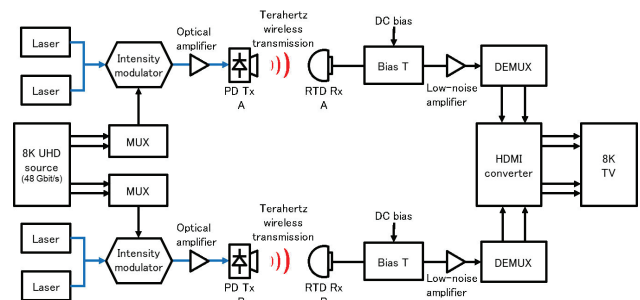 Laser
Laser
Intensity
modulator
Optical
amplifier
Terahertz
wireless
transmission
PD Tx
A
RTD Rx
A
DC bias
Bias T
Low-noise
amplifier
DEMUX
8K UHD
source
(48 Gbit/s)
MUX
MUX
HDMI
converter
8K
TV
Laser
Laser
Intensity
modulator
Optical
amplifier
Terahertz
wireless
transmission
PD Tx
RTD Rx
DC bias
Bias T
Low-noise
amplifier
DEMUX